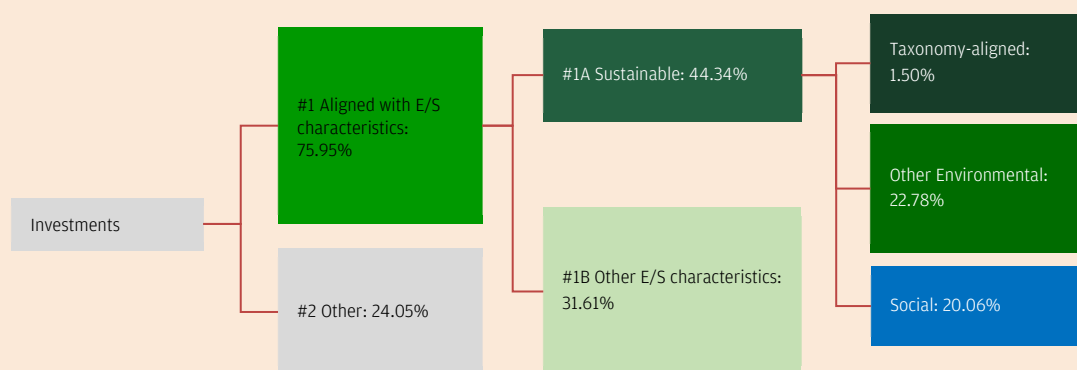 Investments
#1 Aligned with E/S
characteristics:
75.95%
#2 Other: 24.05%
#1A Sustainable: 44.34%
#1B Other E/S characteristics:
31.61%
Taxonomy-aligned:
1.50%
Other Environmental:
22.78%
Social: 20.06%